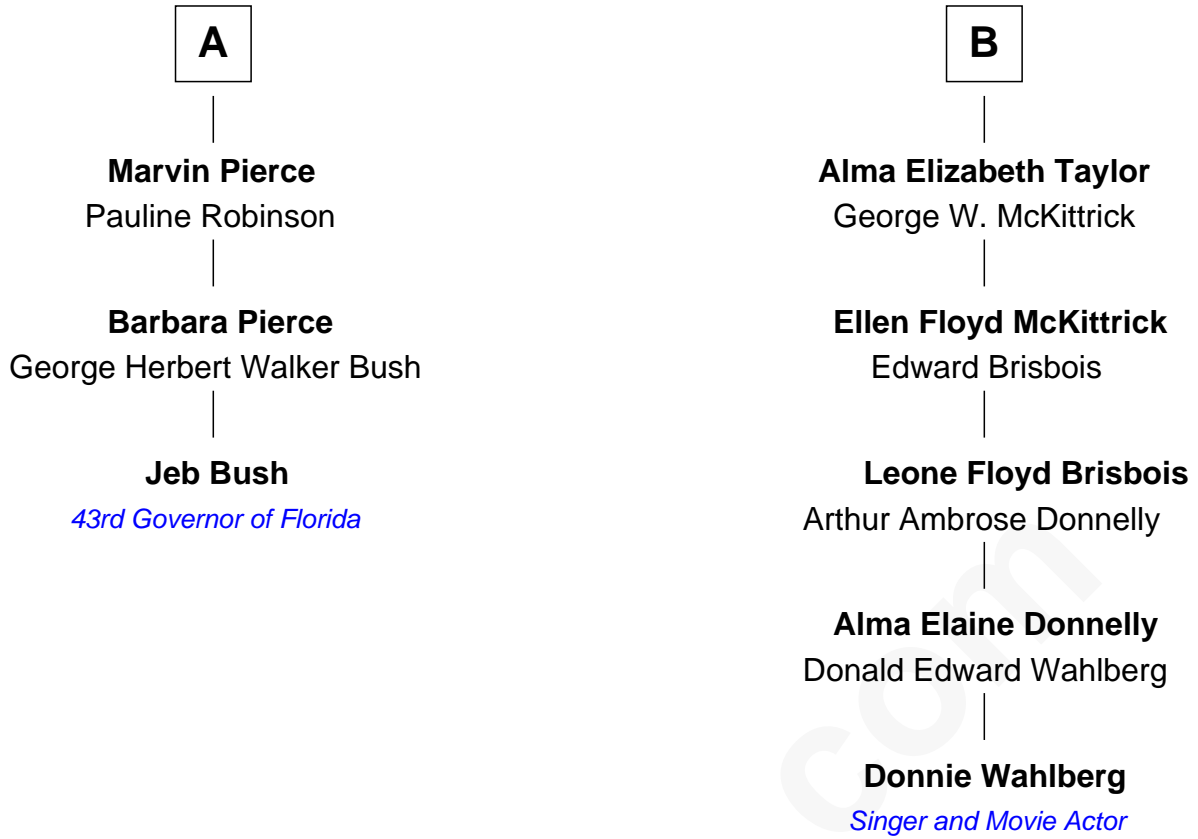 A
Marvin Pierce
Pauline Robinson
Barbara Pierce
George Herbert Walker Bush
Jeb Bush
43rd Governor of Florida
B
Alma Elizabeth Taylor
George W. McKittrick
Ellen Floyd McKittrick
Edward Brisbois
Leone Floyd Brisbois
Arthur Ambrose Donnelly
Alma Elaine Donnelly
Donald Edward Wahlberg
Donnie Wahlberg
Singer and Movie Actor
com